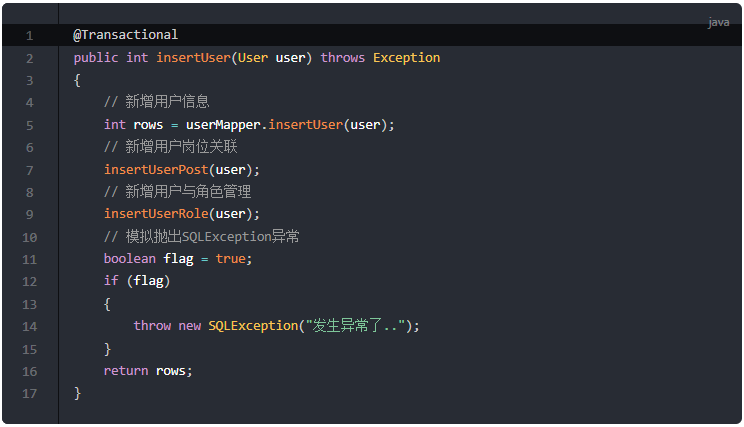 java
1 @Transactional
2 public int insertUser(User user) throws Exception
3 {
4 // 新增用户信息
5 int rows = userMapper.insertUser(user);
6 // 新增用户岗位关联
7 insertUserPost(user);
8 // 新增用户与角色管理
9 insertUserRole(user);
10 // 模拟抛出SQLException异常
11 boolean flag = true;
12 if (flag)
13 {
14 throw new SQLException("发生异常了..");
15 }
16 return rows;
17 }